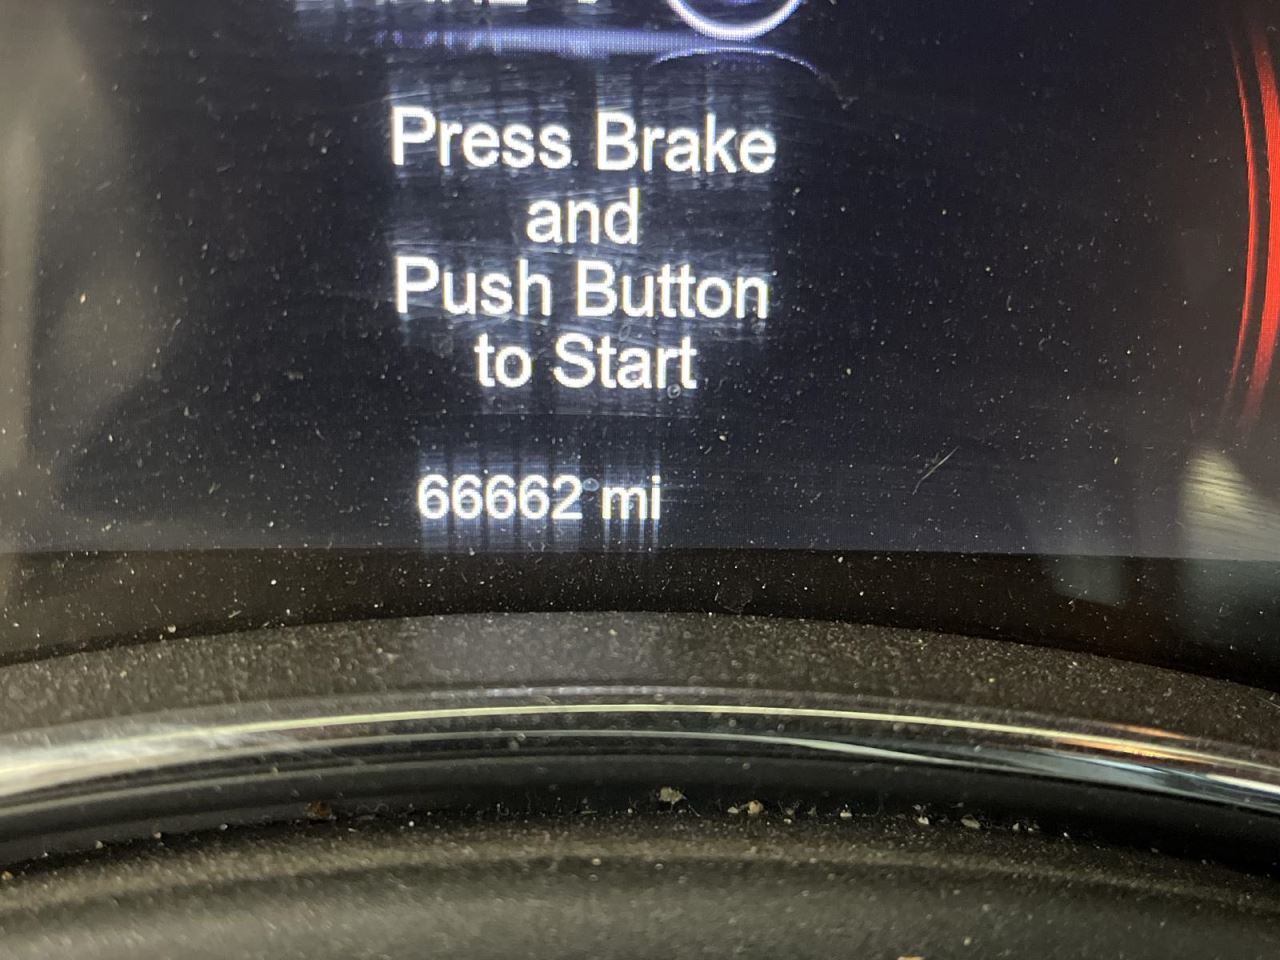 Press Brake
and
Push Button
to Start
66662 mi